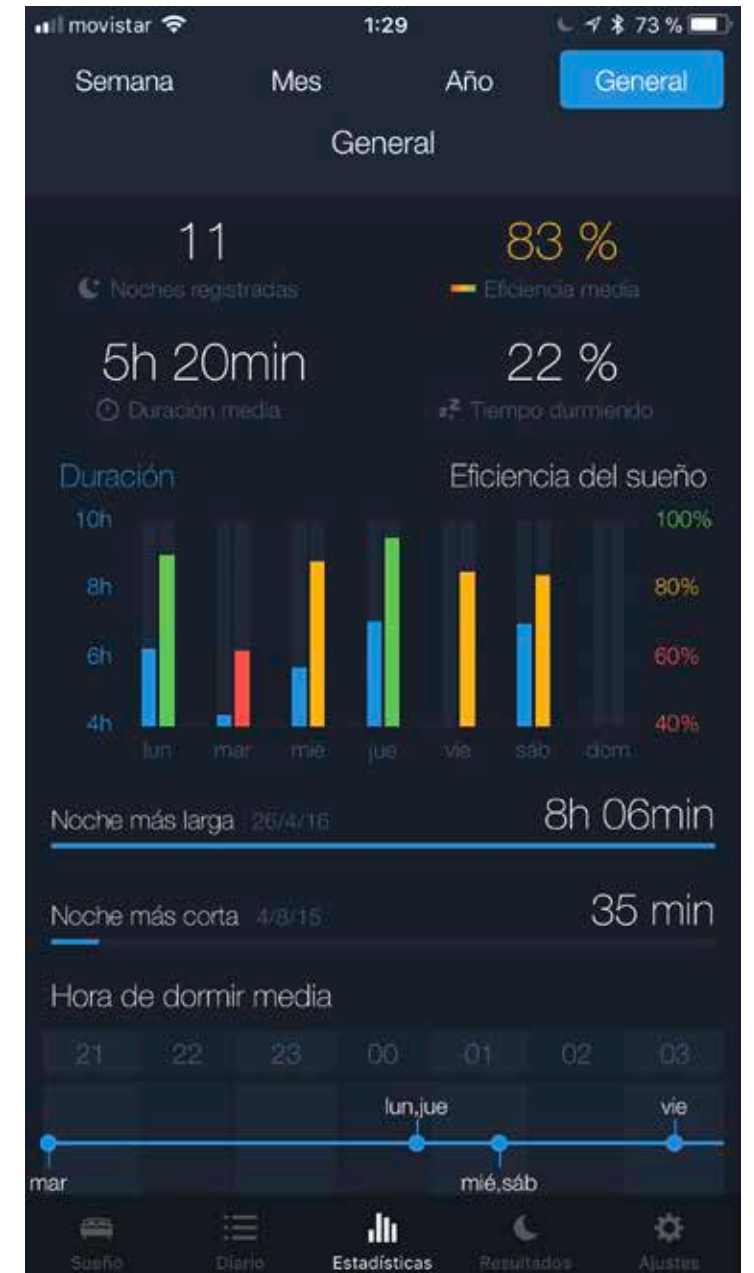 movistar 1:29 73 %
Semana Mes Año General
General
11 83 %
Noches registradas Eficiencia media
5h 20min 22 %
Duración media Tiempo durmiendo
Duración Eficiencia del sueño
10h 100%
8h 80%
6h 60%
4h 40%
lun mar mié jue vie sáb dom
Noche más larga 26/4/16 8h 06min
Noche más corta 4/8/15 35 min
Hora de dormir media
21 22 23 00 01 02 03
lun,jue vie
mar mié,sáb
Sueño Diario Estadísticas Resultados Ajustes